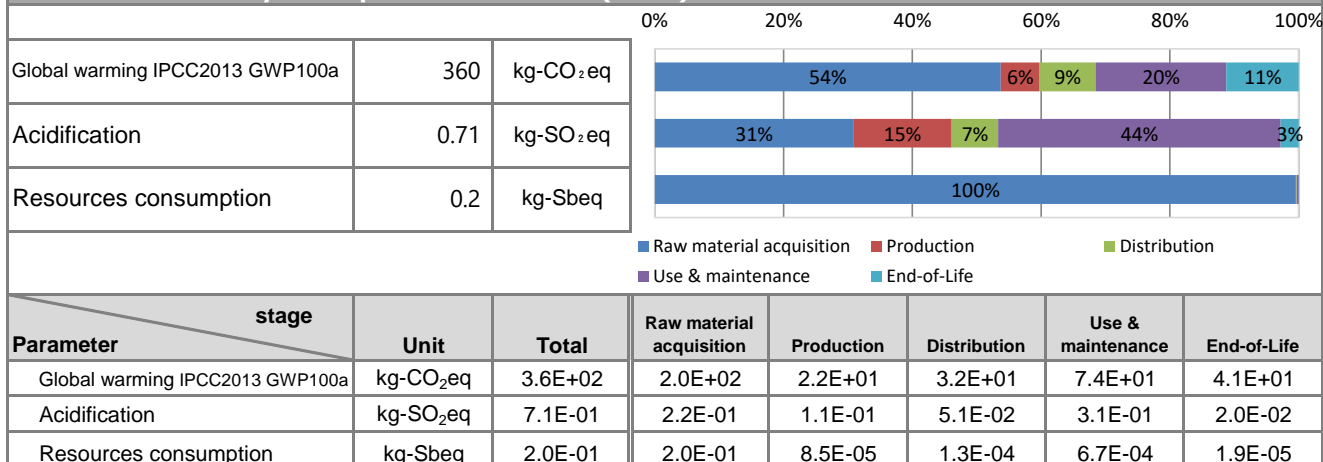 0% 20% 40% 60% 80% 100%
Global warming IPCC2013 GWP100a 360 kg-CO₂eq 54% 6% 9% 20% 11%
Acidification 0.71 kg-SO₂eq 31% 15% 7% 44% 3%
Resources consumption 0.2 kg-Sbeq 100%
Raw material acquisition Production Distribution
Use & maintenance End-of-Life
stage
Parameter Unit Total Raw material acquisition Production Distribution Use & maintenance End-of-Life
Global warming IPCC2013 GWP100a kg-CO₂eq 3.6E+02 2.0E+02 2.2E+01 3.2E+01 7.4E+01 4.1E+01
Acidification kg-SO₂eq 7.1E-01 2.2E-01 1.1E-01 5.1E-02 3.1E-01 2.0E-02
Resources consumption kg-Sbeq 2.0E-01 2.0E-01 8.5E-05 1.3E-04 6.7E-04 1.9E-05